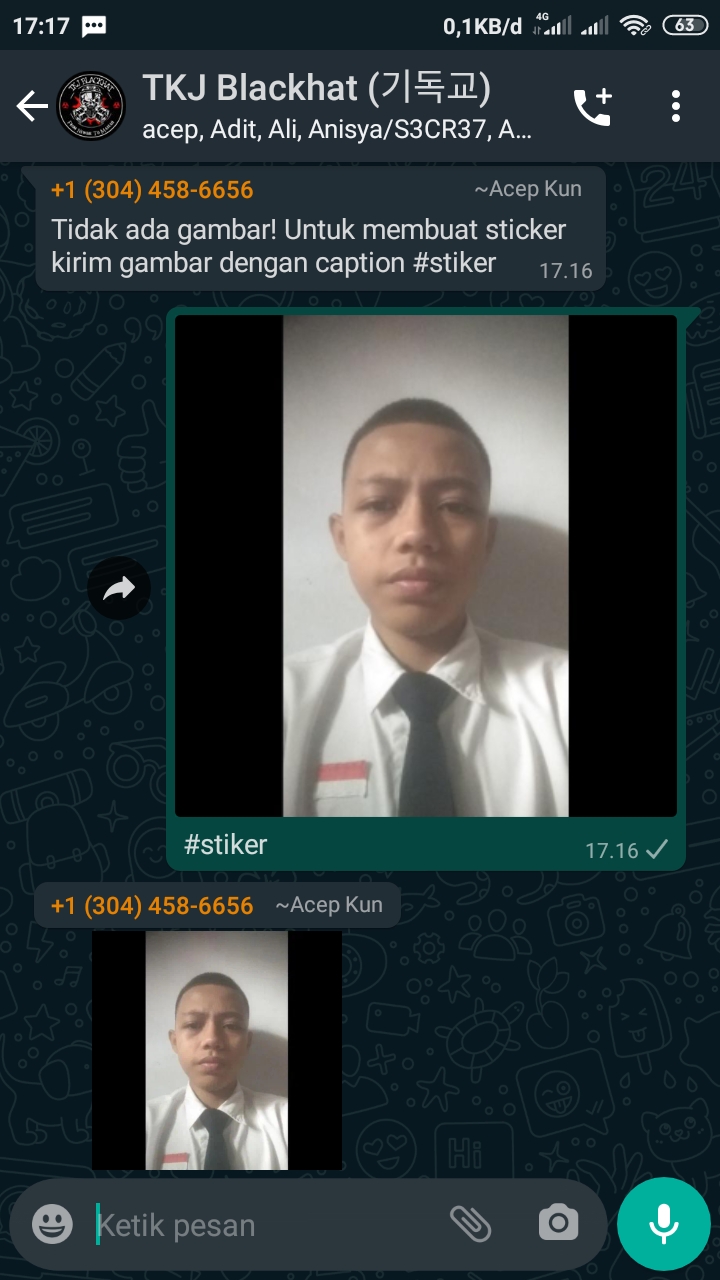 17:17
0,1KB/d 4G 63
TKJ Blackhat (기독교)
acep, Adit, Ali, Anisya/S3CR37, A...
+1 (304) 458-6656 ~Acep Kun
Tidak ada gambar! Untuk membuat sticker
kirim gambar dengan caption #stiker 17.16
#stiker 17.16
+1 (304) 458-6656 ~Acep Kun
Ketik pesan